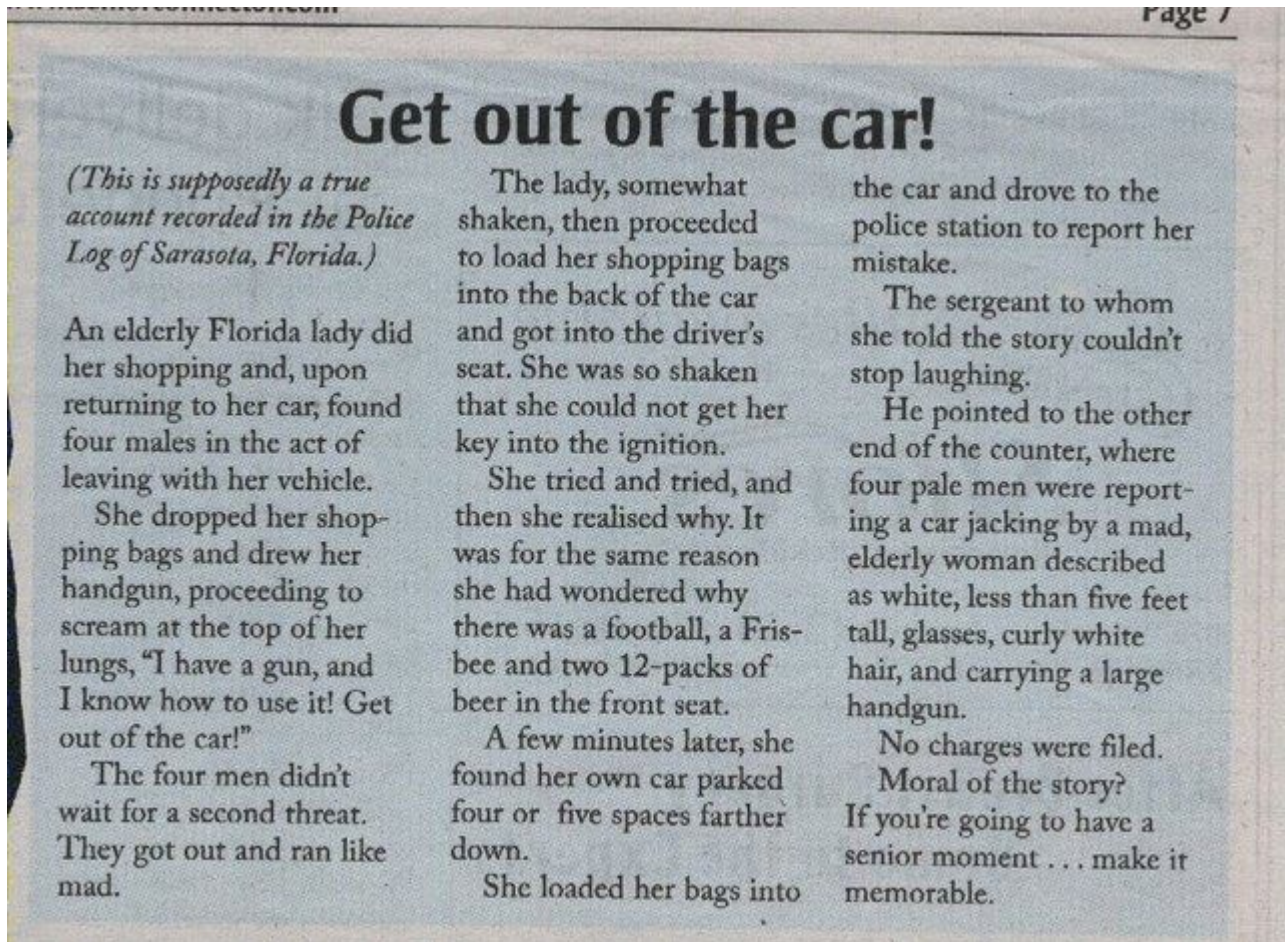 Page 7
Get out of the car!
(This is supposedly a true
account recorded in the Police
Log of Sarasota, Florida.)
An elderly Florida lady did
her shopping and, upon
returning to her car, found
four males in the act of
leaving with her vehicle.
She dropped her shop-
ping bags and drew her
handgun, proceeding to
scream at the top of her
lungs, “I have a gun, and
I know how to use it! Get
out of the car!”
The four men didn't
wait for a second threat.
They got out and ran like
mad.
The lady, somewhat
shaken, then proceeded
to load her shopping bags
into the back of the car
and got into the driver's
seat. She was so shaken
that she could not get her
key into the ignition.
She tried and tried, and
then she realised why. It
was for the same reason
she had wondered why
there was a football, a Fris-
bee and two 12-packs of
beer in the front seat.
A few minutes later, she
found her own car parked
four or five spaces farther
down.
She loaded her bags into
the car and drove to the
police station to report her
mistake.
The sergeant to whom
she told the story couldn't
stop laughing.
He pointed to the other
end of the counter, where
four pale men were report-
ing a car jacking by a mad,
elderly woman described
as white, less than five feet
tall, glasses, curly white
hair, and carrying a large
handgun.
No charges were filed.
Moral of the story?
If you're going to have a
senior moment . . . make it
memorable.